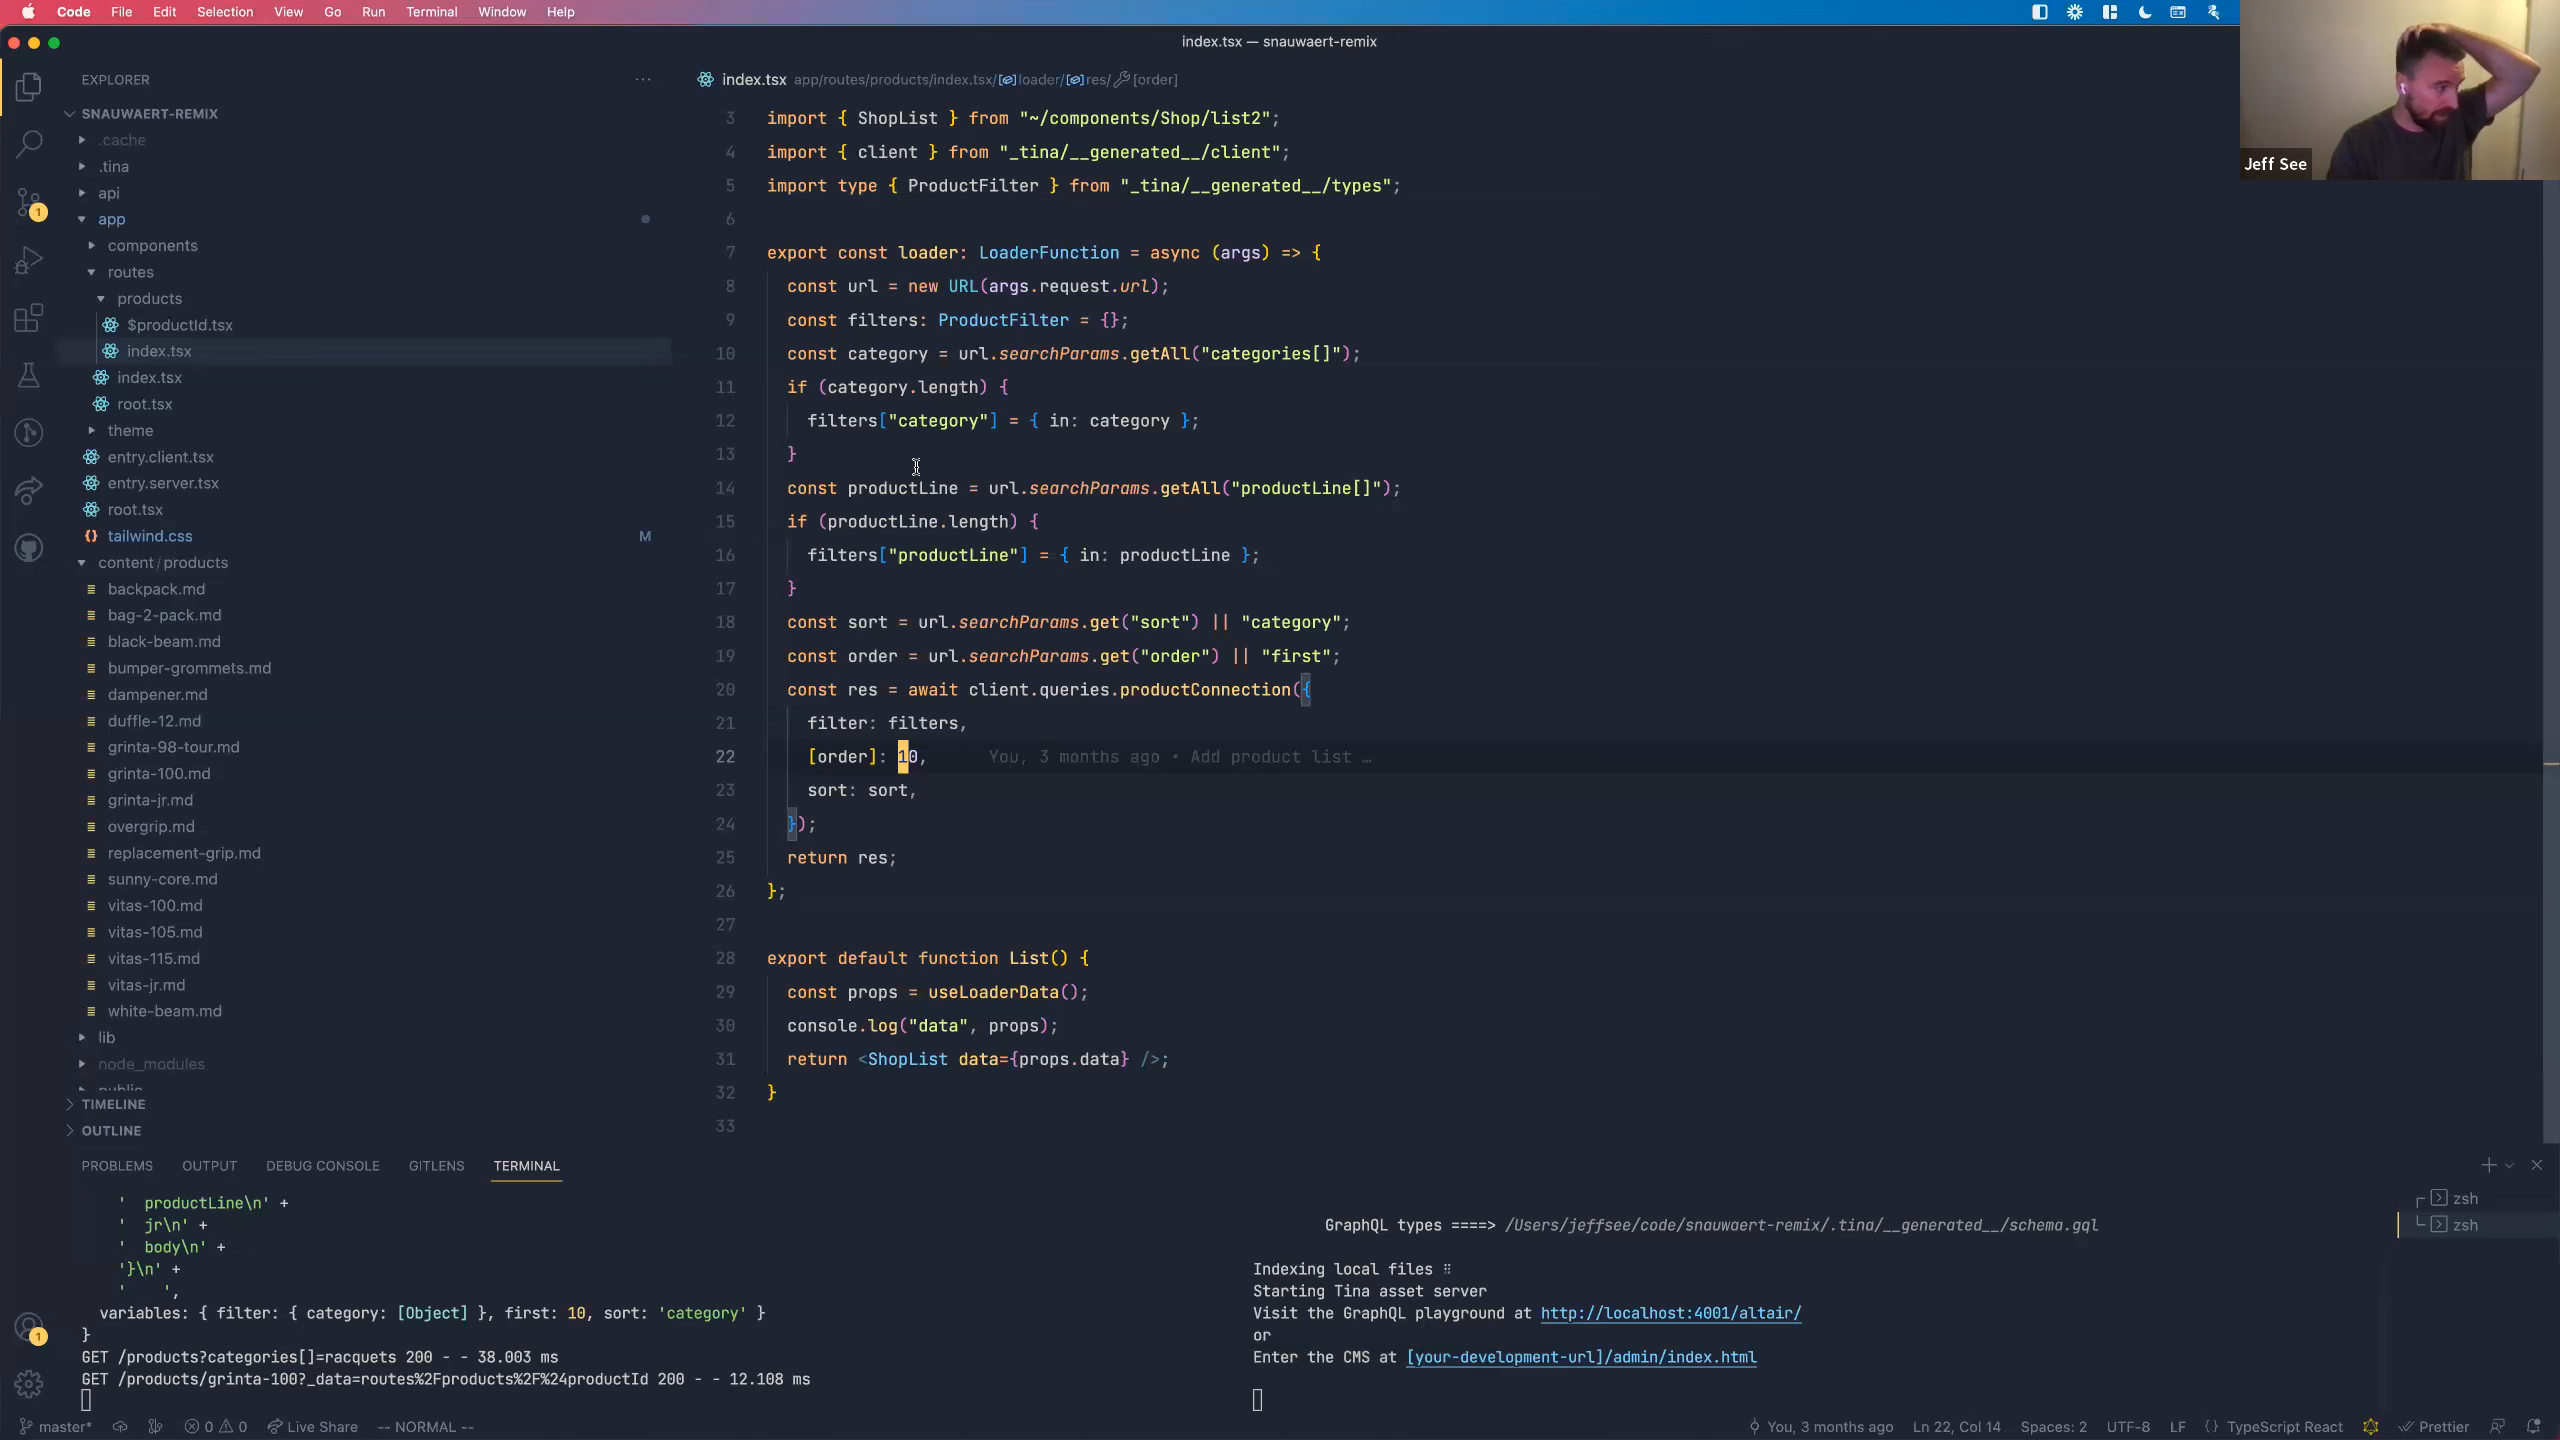 Code File Edit Selection View Go Run Terminal Window Help
index.tsx — snauwaert-remix
Jeff See
EXPLORER
SNAUWAERT-REMIX
.cache
.tina
api
app
components
routes
products
$productId.tsx
index.tsx
index.tsx
root.tsx
theme
entry.client.tsx
entry.server.tsx
root.tsx
tailwind.css M
content/products
backpack.md
bag-2-pack.md
black-beam.md
bumper-grommets.md
dampener.md
duffle-12.md
grinta-98-tour.md
grinta-100.md
grinta-jr.md
overgrip.md
replacement-grip.md
sunny-core.md
vitas-100.md
vitas-105.md
vitas-115.md
vitas-jr.md
white-beam.md
lib
node_modules
public
TIMELINE
OUTLINE
index.tsx app/routes/products/index.tsx/loader/res/[order]
3 import { ShopList } from "~/components/Shop/list2";
4 import { client } from "_tina/__generated__/client";
5 import type { ProductFilter } from "_tina/__generated__/types";
6
7 export const loader: LoaderFunction = async (args) => {
8 const url = new URL(args.request.url);
9 const filters: ProductFilter = {};
10 const category = url.searchParams.getAll("categories[]");
11 if (category.length) {
12 filters["category"] = { in: category };
13 }
14 const productLine = url.searchParams.getAll("productLine[]");
15 if (productLine.length) {
16 filters["productLine"] = { in: productLine };
17 }
18 const sort = url.searchParams.get("sort") || "category";
19 const order = url.searchParams.get("order") || "first";
20 const res = await client.queries.productConnection({
21 filter: filters,
22 [order]: 10, You, 3 months ago • Add product list …
23 sort: sort,
24 });
25 return res;
26 };
27
28 export default function List() {
29 const props = useLoaderData();
30 console.log("data", props);
31 return <ShopList data={props.data} />;
32 }
33
PROBLEMS OUTPUT DEBUG CONSOLE GITLENS TERMINAL
' productLine\n' +
' jr\n' +
' body\n' +
'}\n' +
' ',
variables: { filter: { category: [Object] }, first: 10, sort: 'category' }
}
GET /products?categories[]=racquets 200 - - 38.003 ms
GET /products/grinta-100?_data=routes%2Fproducts%2F%24productId 200 - - 12.108 ms
GraphQL types ====> /Users/jeffsee/code/snauwaert-remix/.tina/__generated__/schema.gql
Indexing local files
Starting Tina asset server
Visit the GraphQL playground at http://localhost:4001/altair/
or
Enter the CMS at [your-development-url]/admin/index.html
zsh
zsh
1
1
master* 0 0 Live Share -- NORMAL -- You, 3 months ago Ln 22, Col 14 Spaces: 2 UTF-8 LF {} TypeScript React Prettier